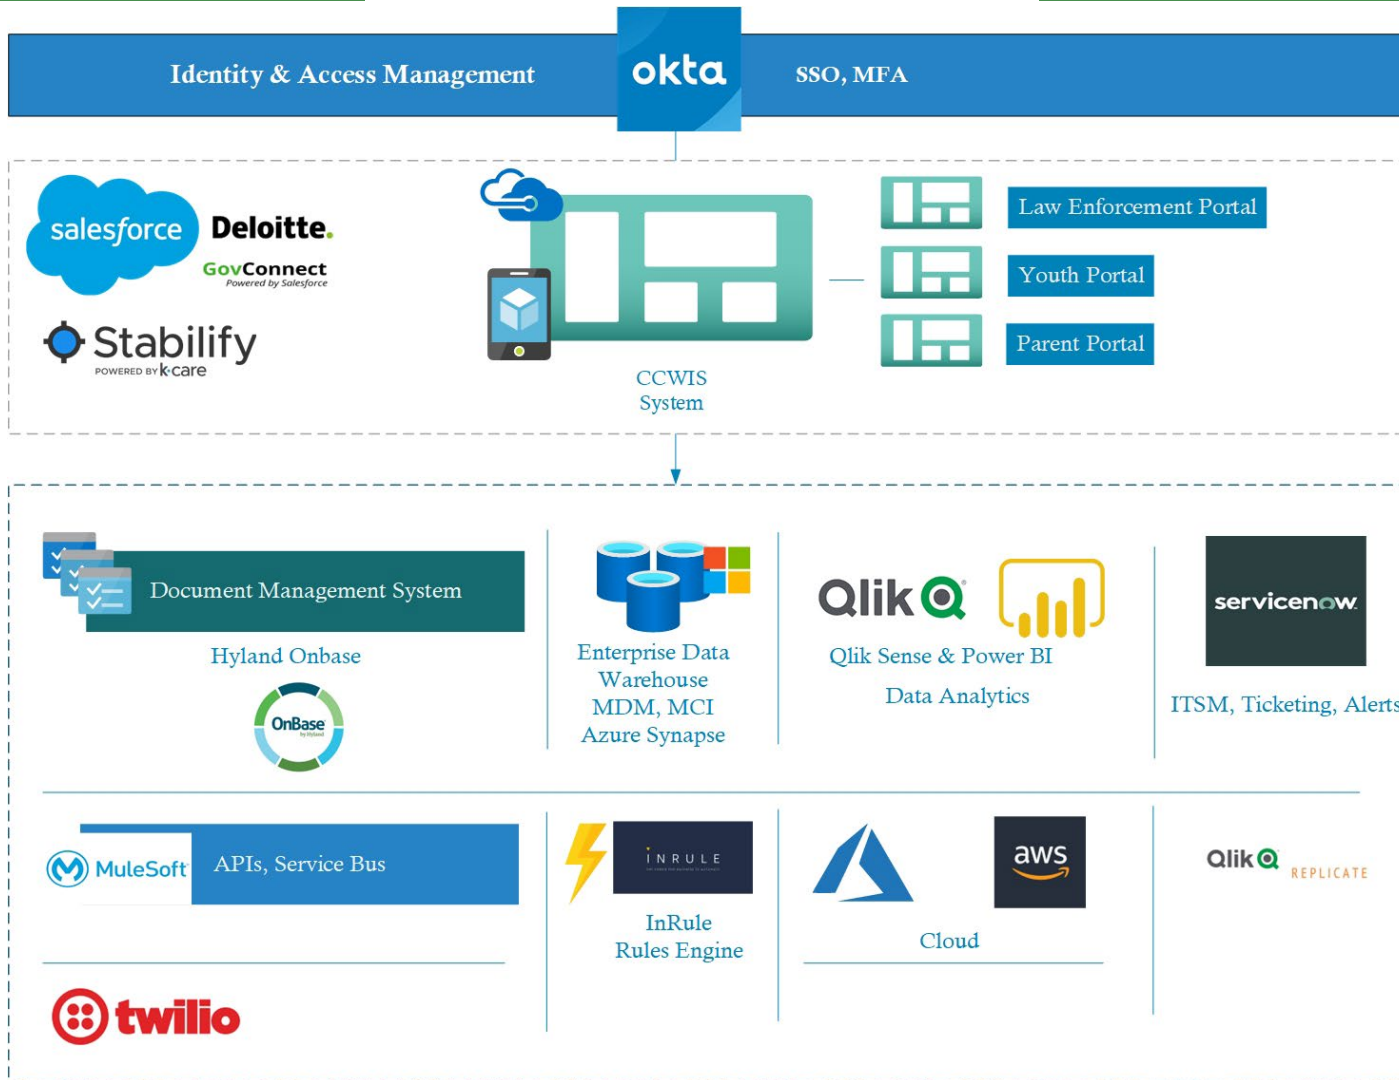 Identity & Access Management
okta
SSO, MFA
salesforce
Deloitte.
GovConnect
Powered by Salesforce
Stabilify
POWERED BY k·care
CCWIS
System
Law Enforcement Portal
Youth Portal
Parent Portal
Document Management System
Hyland Onbase
OnBase
by Hyland
Enterprise Data
Warehouse
MDM, MCI
Azure Synapse
Qlik
Qlik Sense & Power BI
Data Analytics
servicenow
ITSM, Ticketing, Alerts
MuleSoft
APIs, Service Bus
INRULE
InRule
Rules Engine
aws
Cloud
Qlik
REPLICATE
twilio